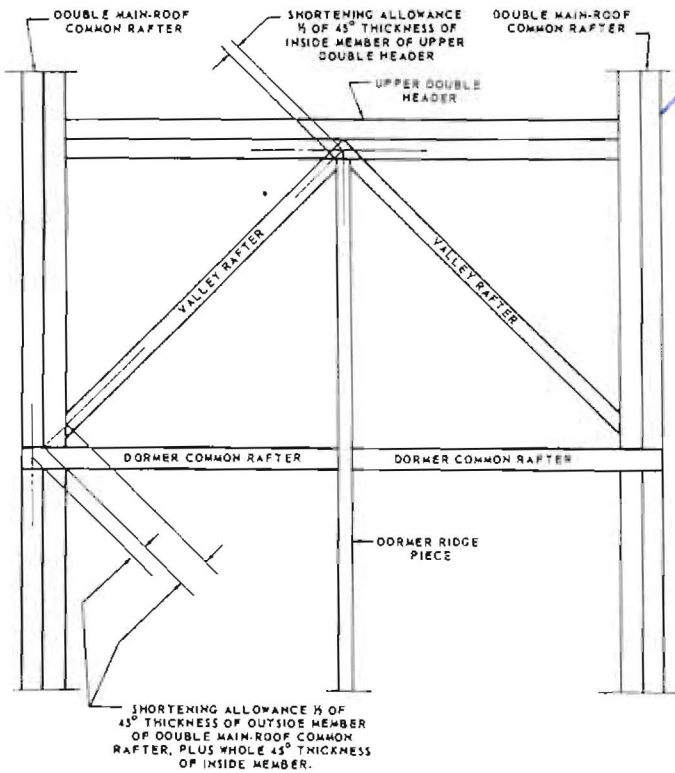 DOUBLE MAIN-ROOF
COMMON RAFTER
SHORTENING ALLOWANCE
½ OF 45° THICKNESS OF
INSIDE MEMBER OF UPPER
DOUBLE HEADER
DOUBLE MAIN-ROOF
COMMON RAFTER
UPPER DOUBLE
HEADER
VALLEY RAFTER
VALLEY RAFTER
DORMER COMMON RAFTER
DORMER COMMON RAFTER
DORMER RIDGE
PIECE
SHORTENING ALLOWANCE ½ OF
45° THICKNESS OF OUTSIDE MEMBER
OF DOUBLE MAIN-ROOF COMMON
RAFTER, PLUS WHOLE 45° THICKNESS
OF INSIDE MEMBER.